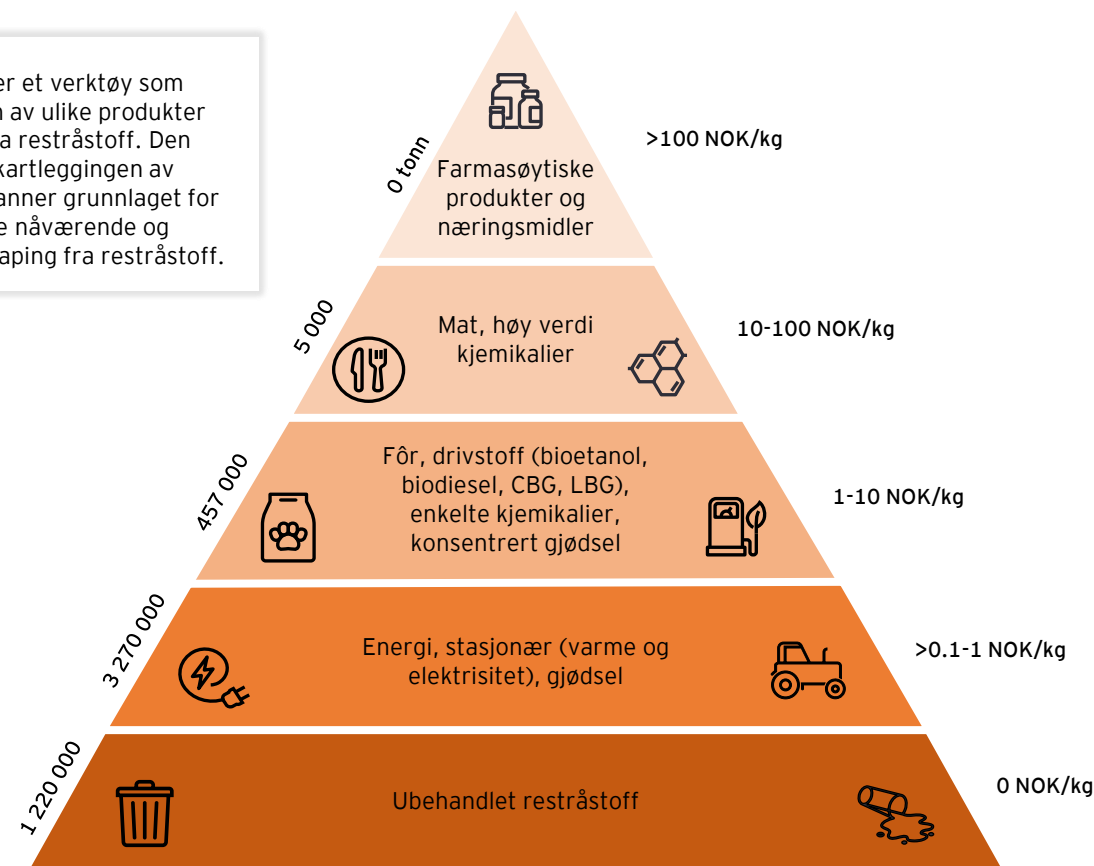 er et verktøy som
av ulike produkter
a restråstoff. Den
kartleggingen av
anner grunnlaget for
e nåværende og
aping fra restråstoff.
0 tonn
Farmasøytiske
produkter og
næringsmidler
>100 NOK/kg
5 000
Mat, høy verdi
kjemikalier
10-100 NOK/kg
457 000
Fôr, drivstoff (bioetanol,
biodiesel, CBG, LBG),
enkelte kjemikalier,
konsentrert gjødsel
1-10 NOK/kg
3 270 000
Energi, stasjonær (varme og
elektrisitet), gjødsel
>0.1-1 NOK/kg
1 220 000
Ubehandlet restråstoff
0 NOK/kg